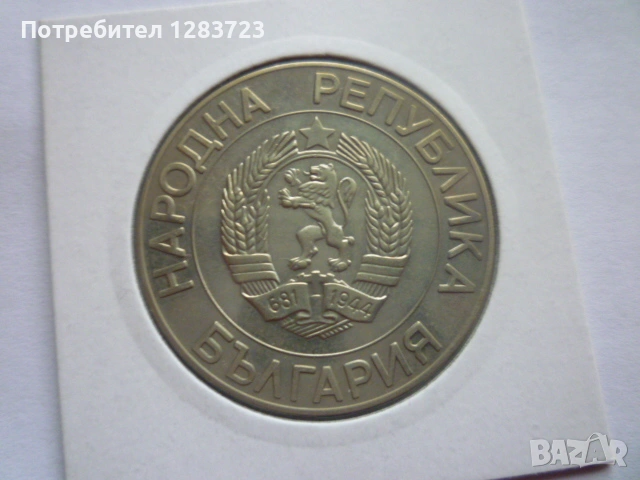 Потребител 1283723
НАРОДНА РЕПУБЛИКА
БЪЛГАРИЯ
681 - 1944
BAZAR